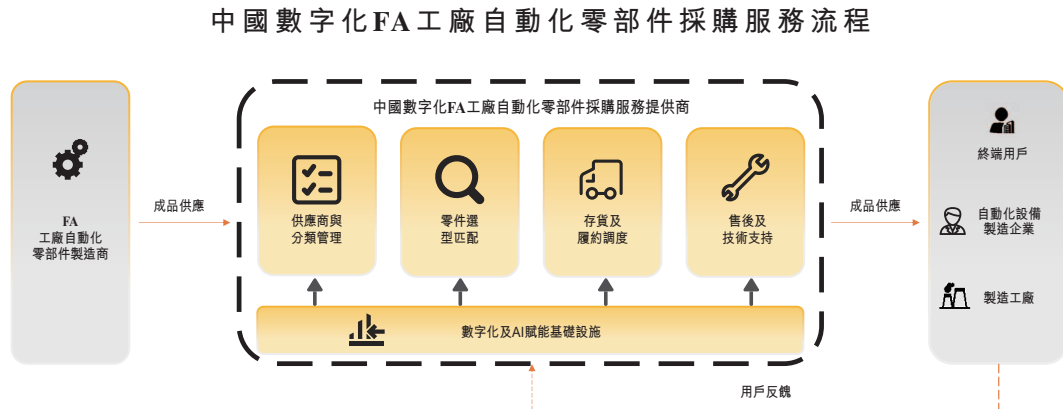 中國數字化FA工廠自動化零部件採購服務流程
中國數字化FA工廠自動化零部件採購服務提供商
FA
工廠自動化
零部件製造商
成品供應
供應商與
分類管理
零件選
型匹配
存貨及
履約調度
售後及
技術支持
數字化及AI賦能基礎設施
成品供應
終端用戶
自動化設備
製造企業
製造工廠
用戶反餽